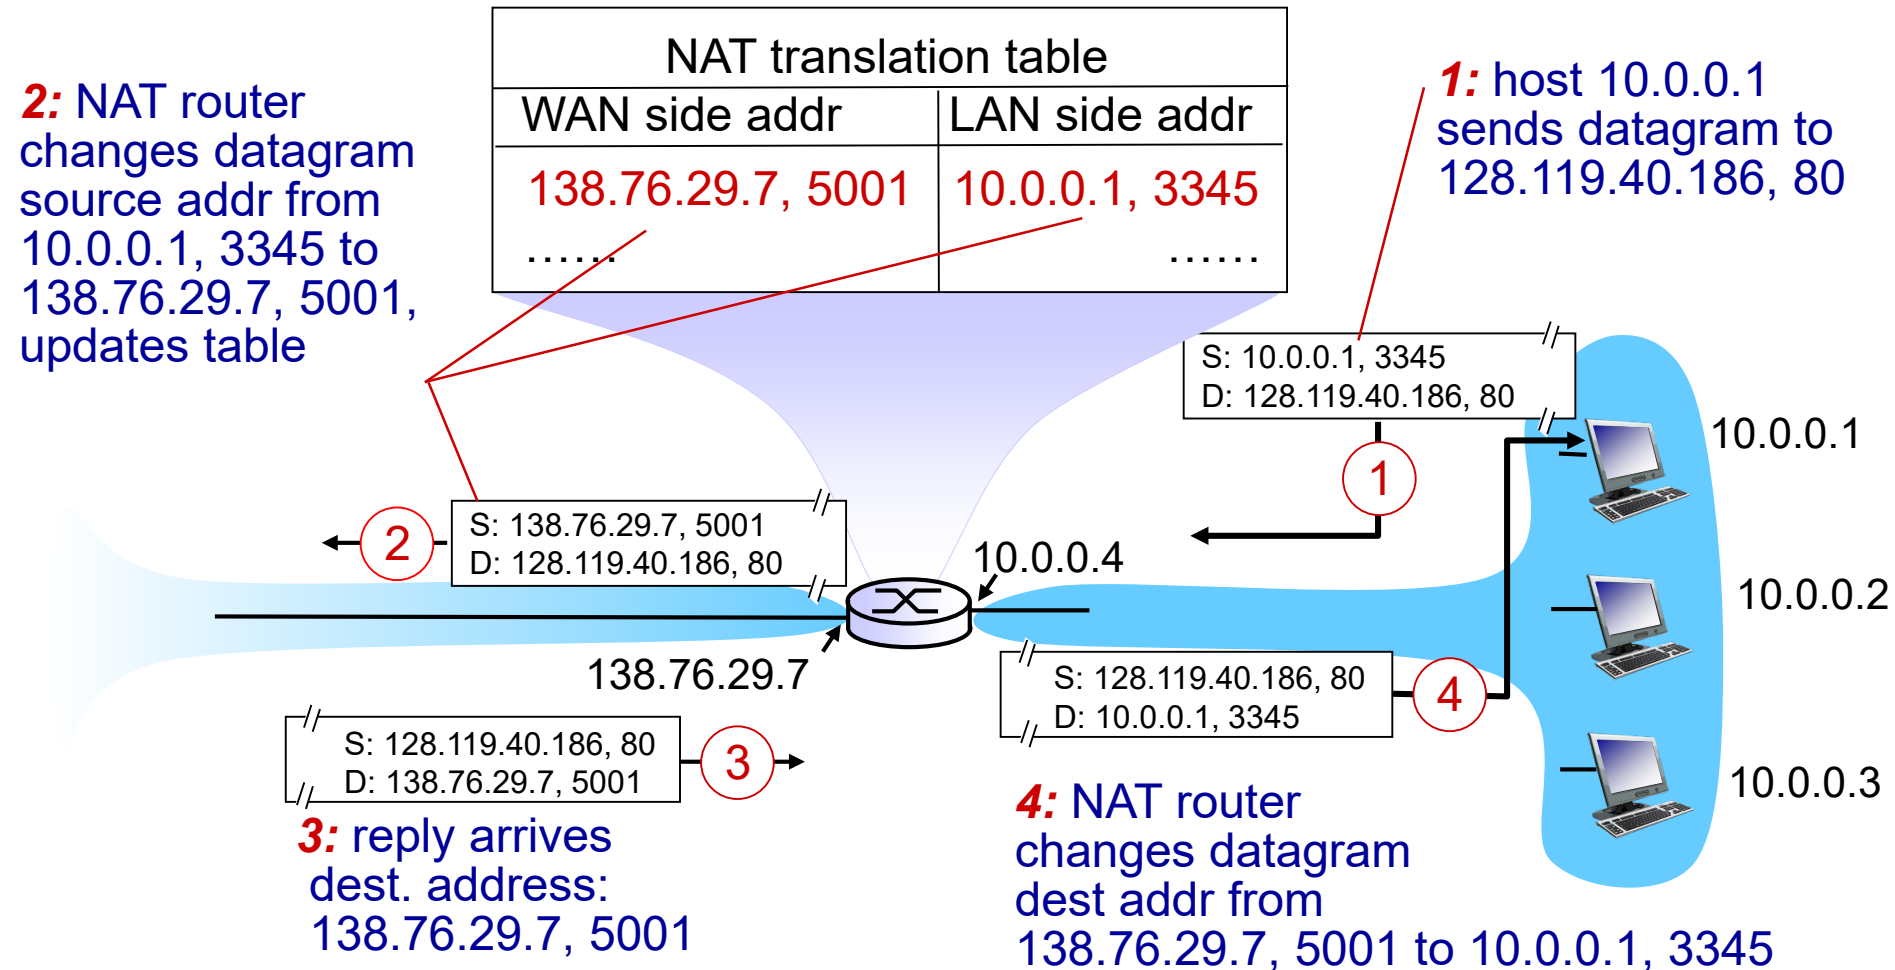 NAT translation table
WAN side addr
LAN side addr
138.76.29.7, 5001
10.0.0.1, 3345
......
......
2: NAT router
changes datagram
source addr from
10.0.0.1, 3345 to
138.76.29.7, 5001,
updates table
1: host 10.0.0.1
sends datagram to
128.119.40.186, 80
S: 10.0.0.1, 3345
D: 128.119.40.186, 80
1
10.0.0.1
2
S: 138.76.29.7, 5001
D: 128.119.40.186, 80
10.0.0.4
10.0.0.2
138.76.29.7
S: 128.119.40.186, 80
D: 10.0.0.1, 3345
4
S: 128.119.40.186, 80
D: 138.76.29.7, 5001
3
10.0.0.3
3: reply arrives
dest. address:
138.76.29.7, 5001
4: NAT router
changes datagram
dest addr from
138.76.29.7, 5001 to 10.0.0.1, 3345